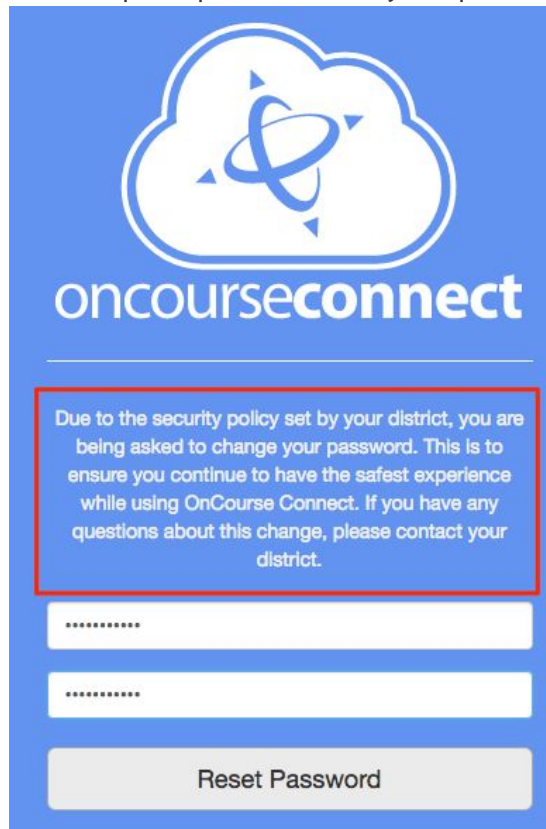 oncourseconnect
Due to the security policy set by your district, you are
being asked to change your password. This is to
ensure you continue to have the safest experience
while using OnCourse Connect. If you have any
questions about this change, please contact your
district.
•••••••••••
•••••••••••
Reset Password